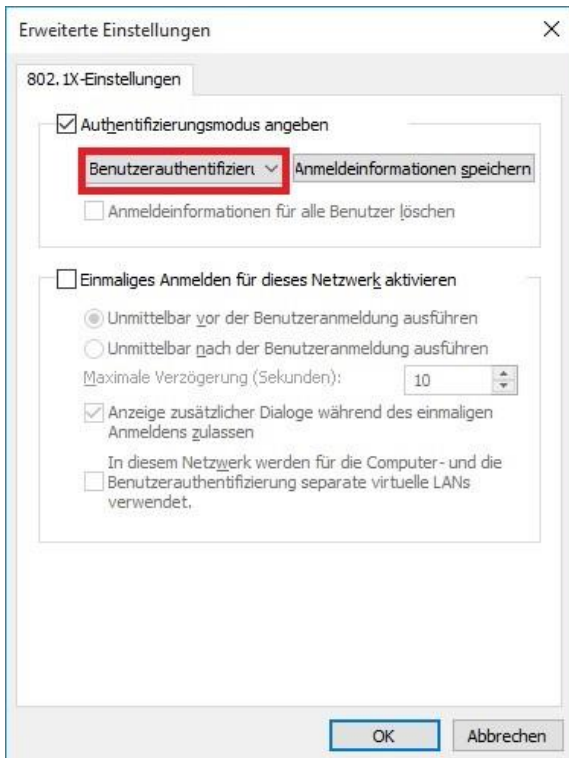 Erweiterte Einstellungen
802.1X-Einstellungen
Authentifizierungsmodus angeben
Benutzerauthentifizieru Anmeldeinformationen speichern
Anmeldeinformationen für alle Benutzer löschen
Einmaliges Anmelden für dieses Netzwerk aktivieren
Unmittelbar vor der Benutzeranmeldung ausführen
Unmittelbar nach der Benutzeranmeldung ausführen
Maximale Verzögerung (Sekunden): 10
Anzeige zusätzlicher Dialoge während des einmaligen
Anmeldens zulassen
In diesem Netzwerk werden für die Computer- und die
Benutzerauthentifizierung separate virtuelle LANs
verwendet.
OK Abbrechen